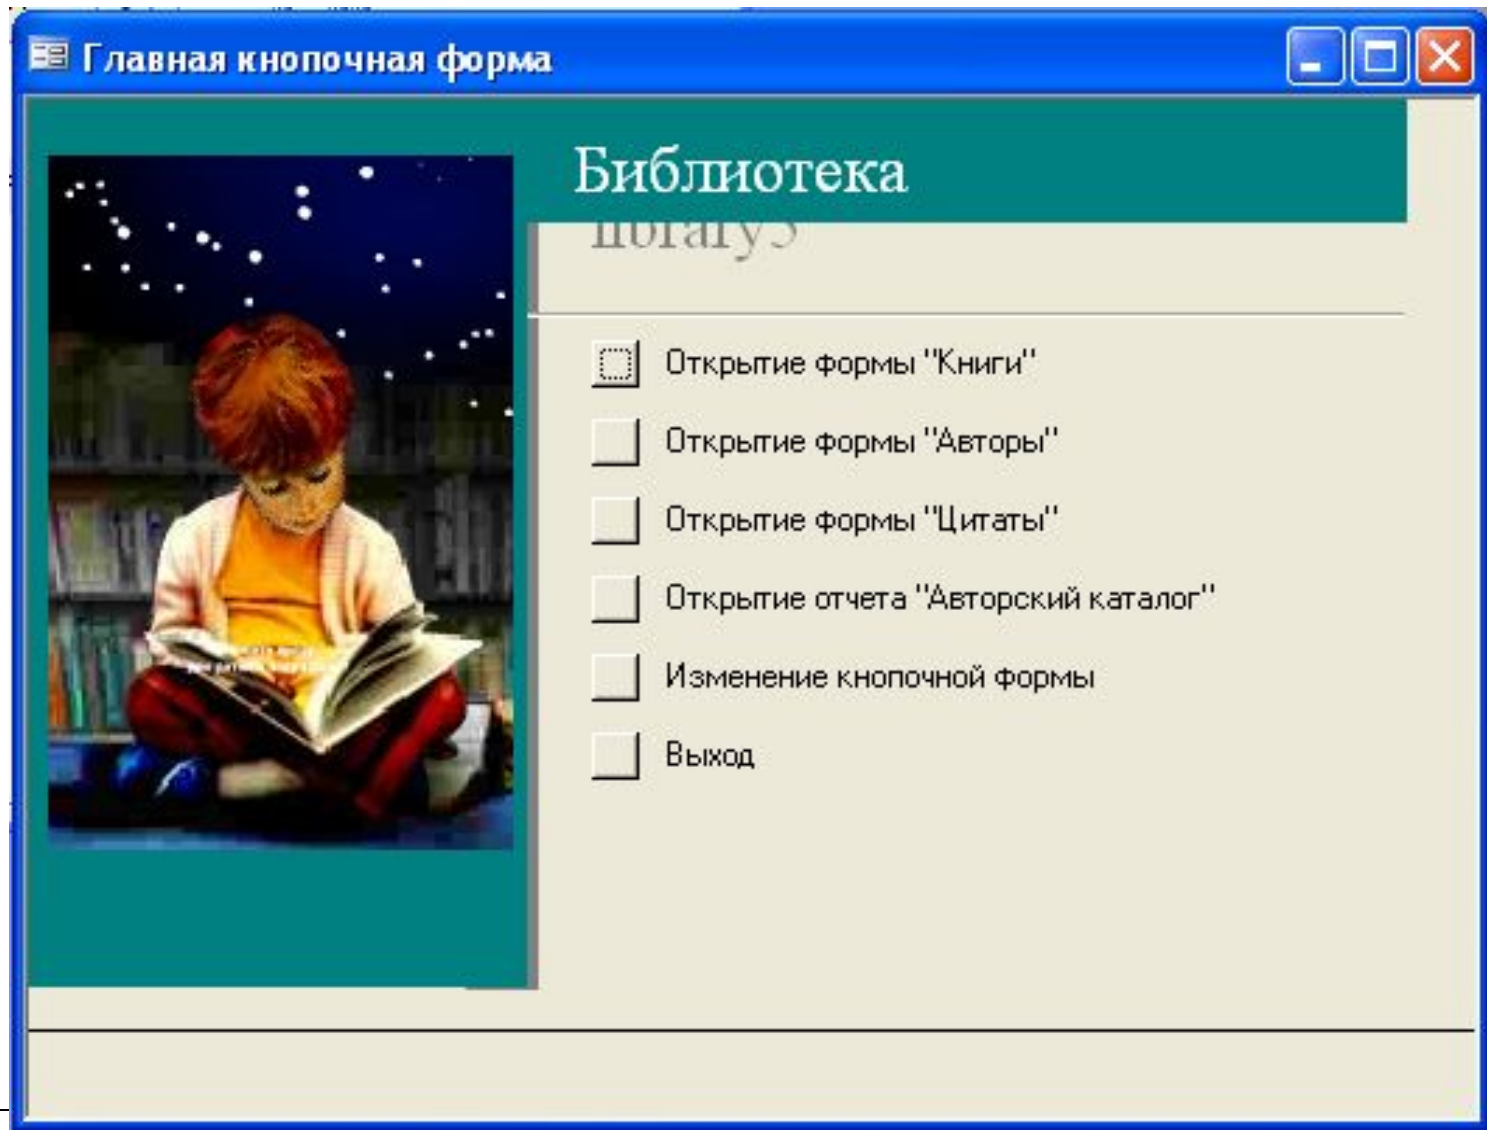 Главная кнопочная форма
Библиотека
library5
Открытие формы "Книги"
Открытие формы "Авторы"
Открытие формы "Цитаты"
Открытие отчета "Авторский каталог"
Изменение кнопочной формы
Выход